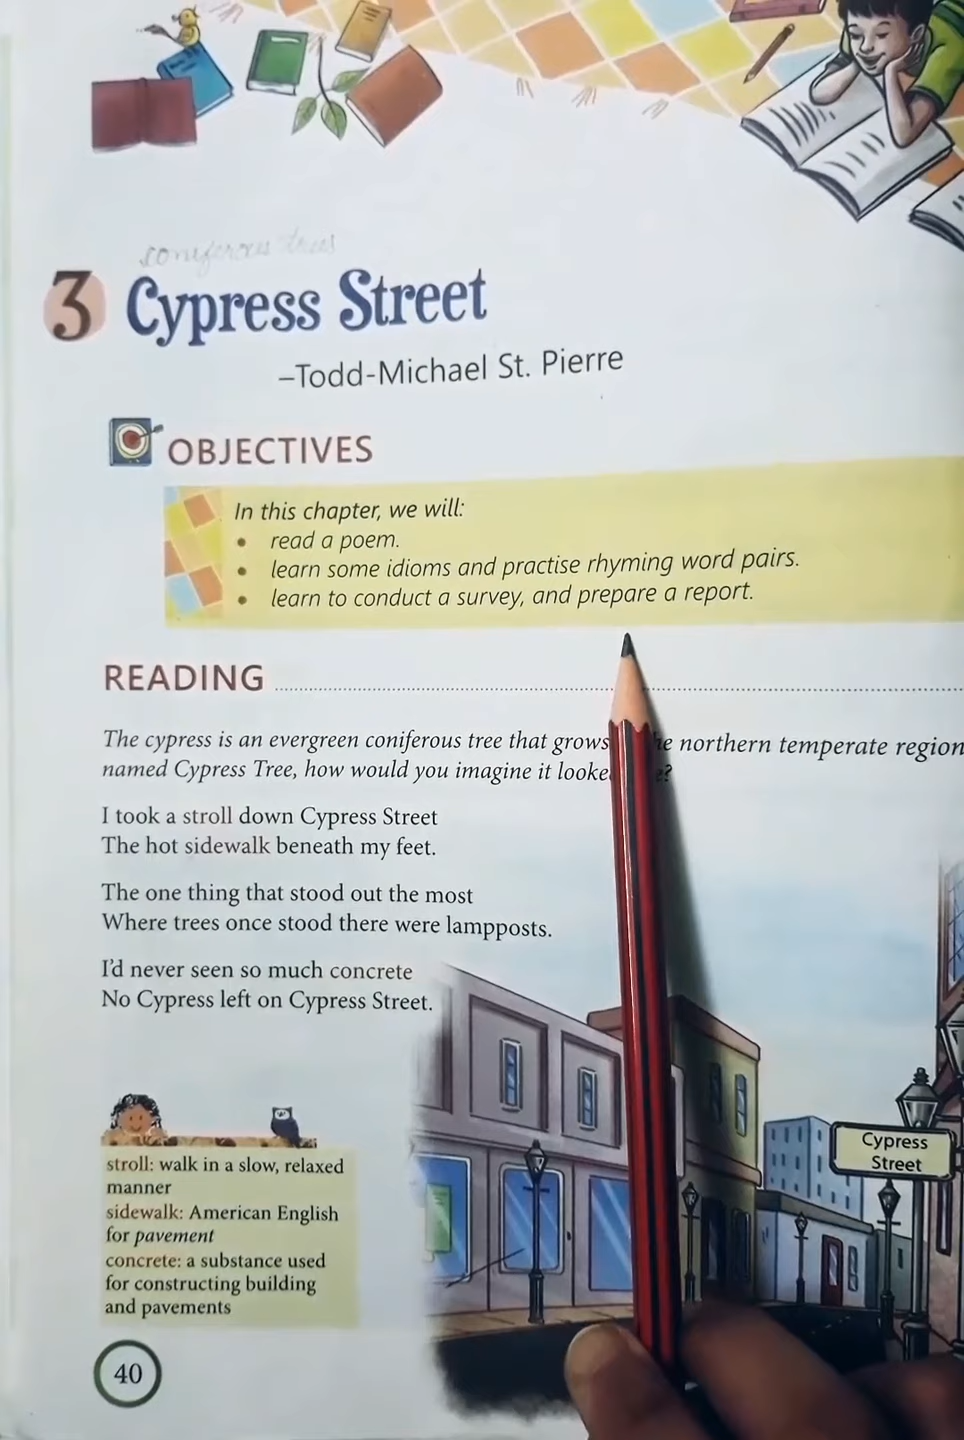 coniferous trees
3 Cypress Street
–Todd-Michael St. Pierre
OBJECTIVES
In this chapter, we will:
• read a poem.
• learn some idioms and practise rhyming word pairs.
• learn to conduct a survey, and prepare a report.
READING
The cypress is an evergreen coniferous tree that grows northern temperate region
named Cypress Tree, how would you imagine it
I took a stroll down Cypress Street
The hot sidewalk beneath my feet.
The one thing that stood out the most
Where trees once stood there were lampposts.
I'd never seen so much concrete
No Cypress left on Cypress Street.
Cypress
Street
stroll: walk in a slow, relaxed
manner
sidewalk: American English
for pavement
concrete: a substance used
for constructing building
and pavements
40